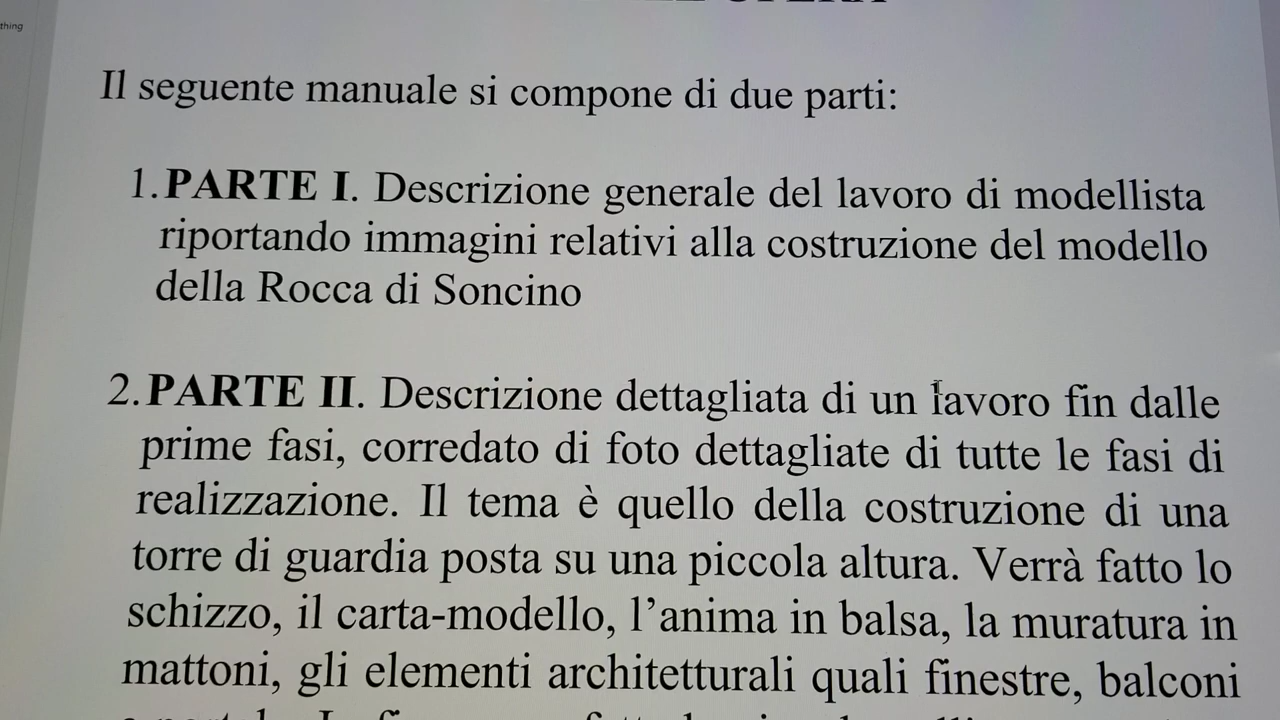 thing
Il seguente manuale si compone di due parti:
1. PARTE I. Descrizione generale del lavoro di modellista
riportando immagini relativi alla costruzione del modello
della Rocca di Soncino
2. PARTE II. Descrizione dettagliata di un lavoro fin dalle
prime fasi, corredato di foto dettagliate di tutte le fasi di
realizzazione. Il tema è quello della costruzione di una
torre di guardia posta su una piccola altura. Verrà fatto lo
schizzo, il carta-modello, l’anima in balsa, la muratura in
mattoni, gli elementi architetturali quali finestre, balconi